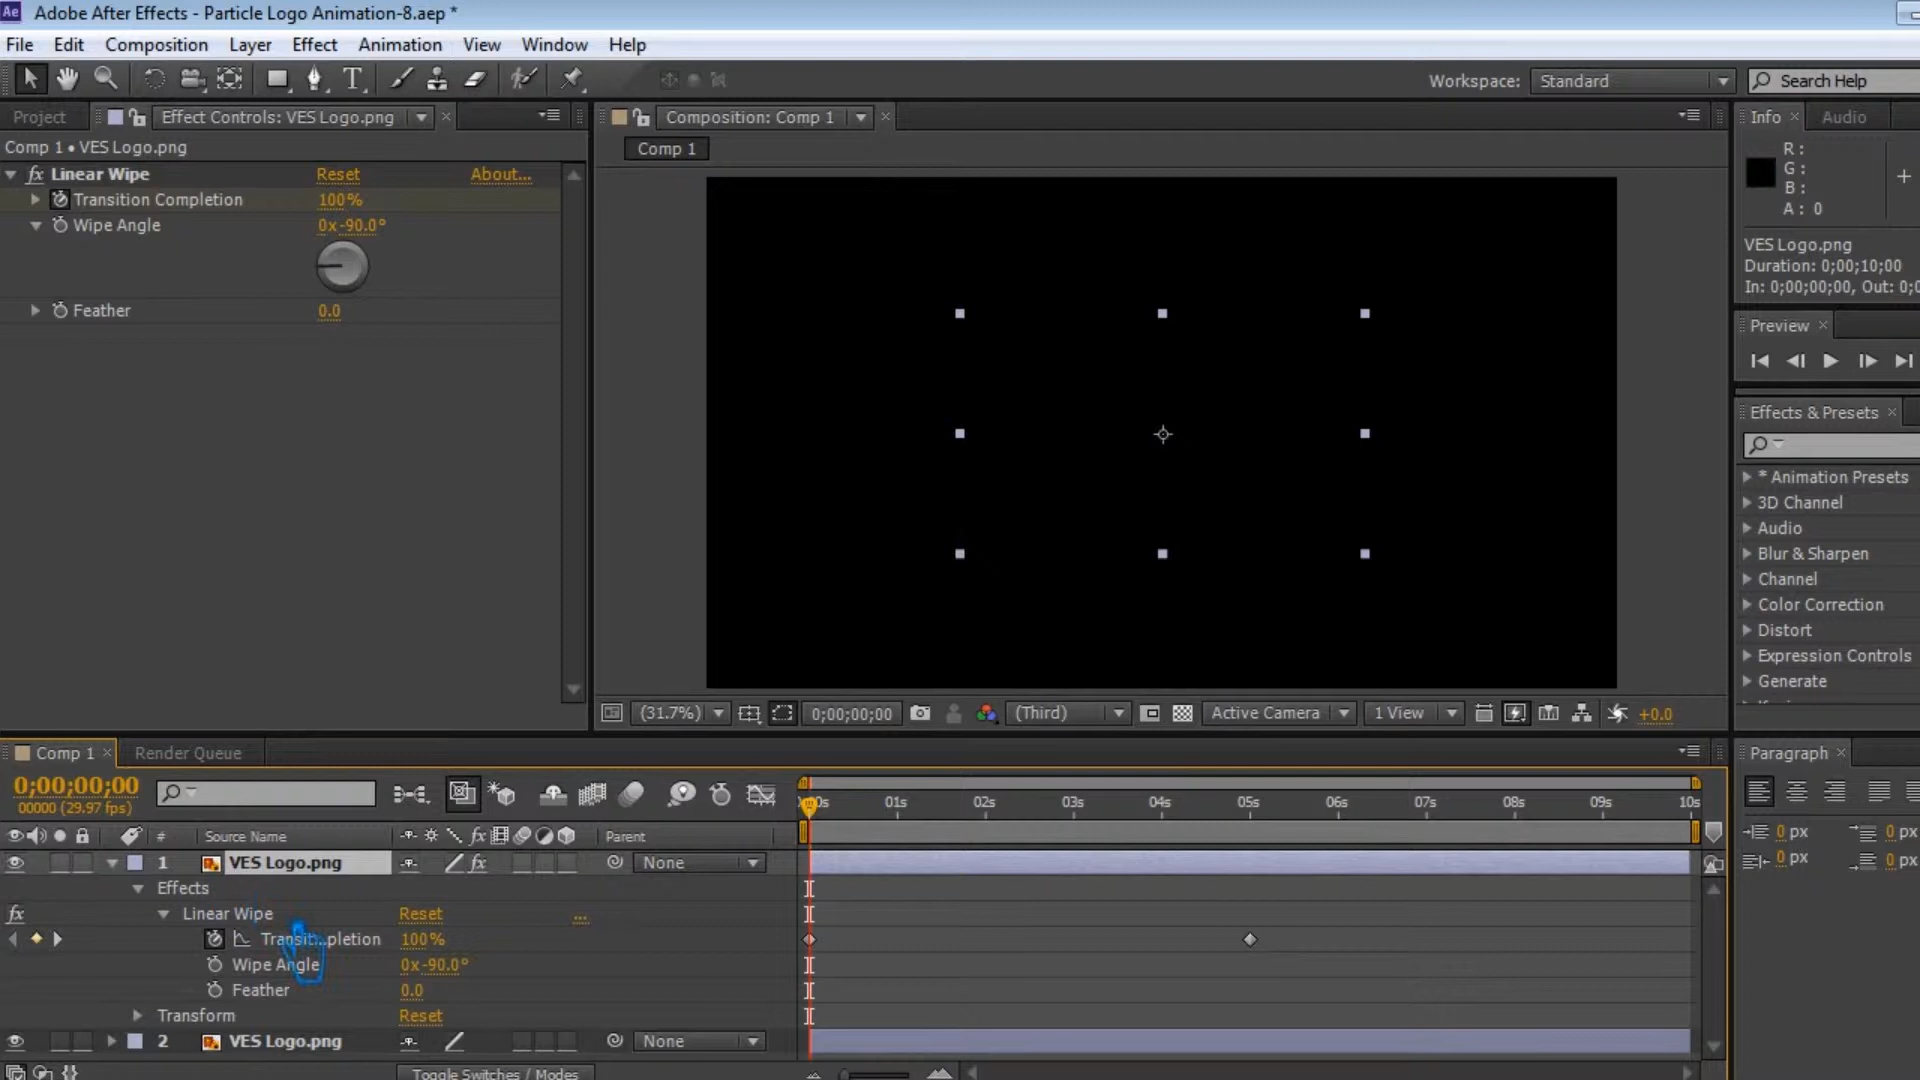 Ae Adobe After Effects - Particle Logo Animation-8.aep *
File Edit Composition Layer Effect Animation View Window Help
T Workspace: Standard Search Help
Project Effect Controls: VES Logo.png Composition: Comp 1 Info Audio
Comp 1 • VES Logo.png
Comp 1
fx Linear Wipe Reset About...
Transition Completion 100%
Wipe Angle 0x-90.0°
Feather 0.0
R :
G :
B :
A : 0
VES Logo.png
Duration: 0;00;10;00
In: 0;00;00;00, Out: 0;0
Preview
Effects & Presets
* Animation Presets
3D Channel
Audio
Blur & Sharpen
Channel
Color Correction
Distort
Expression Controls
Generate
(31.7%) 0;00;00;00 (Third) Active Camera 1 View +0.0
Comp 1 Render Queue Paragraph
0;00;00;00
00000 (29.97 fps)
01s 02s 03s 04s 05s 06s 07s 08s 09s 10s
# Source Name fx Parent
1 VES Logo.png fx None
Effects
fx Linear Wipe Reset ...
Transit...pletion 100%
Wipe Angle 0x-90.0°
Feather 0.0
Transform Reset
2 VES Logo.png None
Toggle Switches / Modes
0 px 0 px
0 px 0 px